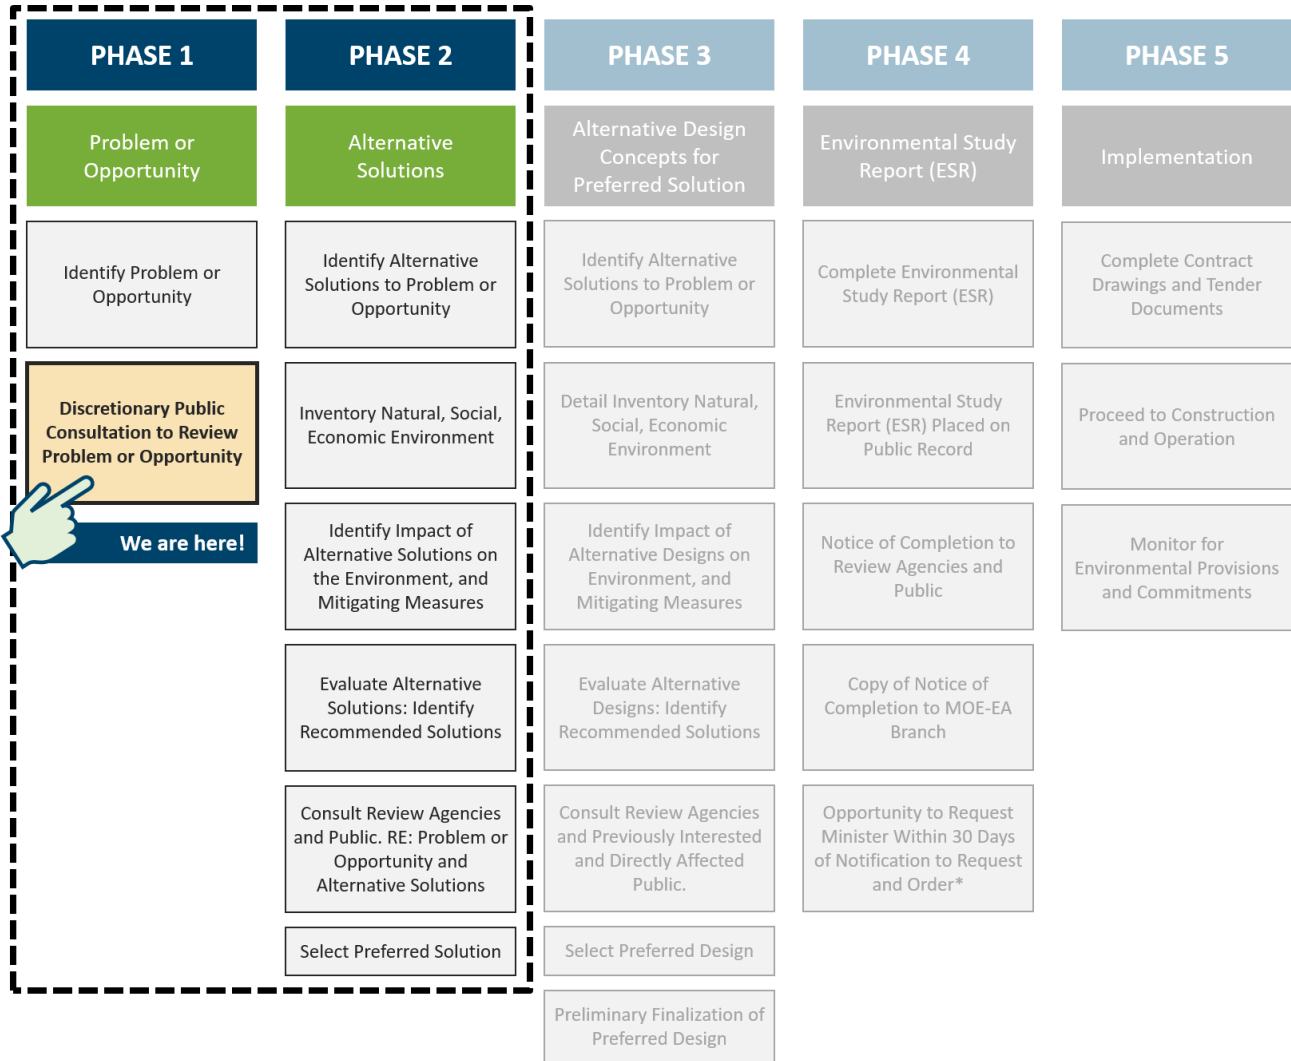 PHASE 1
Problem or
Opportunity
Identify Problem or
Opportunity
Discretionary Public
Consultation to Review
Problem or Opportunity
We are here!
PHASE 2
Alternative
Solutions
Identify Alternative
Solutions to Problem or
Opportunity
Inventory Natural, Social,
Economic Environment
Identify Impact of
Alternative Solutions on
the Environment, and
Mitigating Measures
Evaluate Alternative
Solutions: Identify
Recommended Solutions
Consult Review Agencies
and Public. RE: Problem or
Opportunity and
Alternative Solutions
Select Preferred Solution
PHASE 3
Alternative Design
Concepts for
Preferred Solution
Identify Alternative
Solutions to Problem or
Opportunity
Detail Inventory Natural,
Social, Economic
Environment
Identify Impact of
Alternative Designs on
Environment, and
Mitigating Measures
Evaluate Alternative
Designs: Identify
Recommended Solutions
Consult Review Agencies
and Previously Interested
and Directly Affected
Public.
Select Preferred Design
Preliminary Finalization of
Preferred Design
PHASE 4
Environmental Study
Report (ESR)
Complete Environmental
Study Report (ESR)
Environmental Study
Report (ESR) Placed on
Public Record
Notice of Completion to
Review Agencies and
Public
Copy of Notice of
Completion to MOE-EA
Branch
Opportunity to Request
Minister Within 30 Days
of Notification to Request
and Order*
PHASE 5
Implementation
Complete Contract
Drawings and Tender
Documents
Proceed to Construction
and Operation
Monitor for
Environmental Provisions
and Commitments